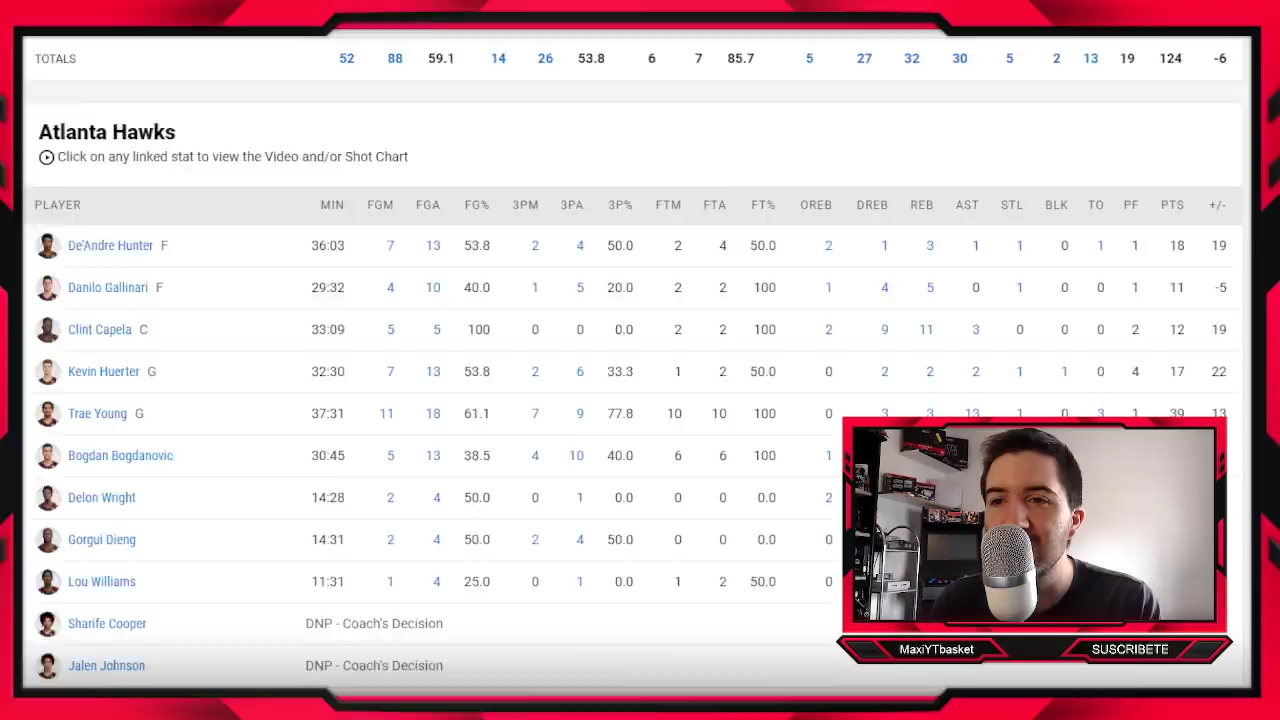 TOTALS 52 88 59.1 14 26 53.8 6 7 85.7 5 27 32 30 5 2 13 19 124 -6
Atlanta Hawks
Click on any linked stat to view the Video and/or Shot Chart
PLAYER MIN FGM FGA FG% 3PM 3PA 3P% FTM FTA FT% OREB DREB REB AST STL BLK TO PF PTS +/-
De'Andre Hunter F 36:03 7 13 53.8 2 4 50.0 2 4 50.0 2 1 3 1 1 0 1 1 18 19
Danilo Gallinari F 29:32 4 10 40.0 1 5 20.0 2 2 100 1 4 5 0 1 0 0 1 11 -5
Clint Capela C 33:09 5 5 100 0 0 0.0 2 2 100 2 9 11 3 0 0 0 2 12 19
Kevin Huerter G 32:30 7 13 53.8 2 6 33.3 1 2 50.0 0 2 2 2 1 1 0 4 17 22
Trae Young G 37:31 11 18 61.1 7 9 77.8 10 10 100 0 3 3 13 1 0 3 1 39 13
Bogdan Bogdanovic 30:45 5 13 38.5 4 10 40.0 6 6 100 1
Delon Wright 14:28 2 4 50.0 0 1 0.0 0 0 0.0 2
Gorgui Dieng 14:31 2 4 50.0 2 4 50.0 0 0 0.0 0
Lou Williams 11:31 1 4 25.0 0 1 0.0 1 2 50.0 0
Sharife Cooper DNP - Coach's Decision
Jalen Johnson DNP - Coach's Decision
MaxiYTbasket
SUSCRIBETE